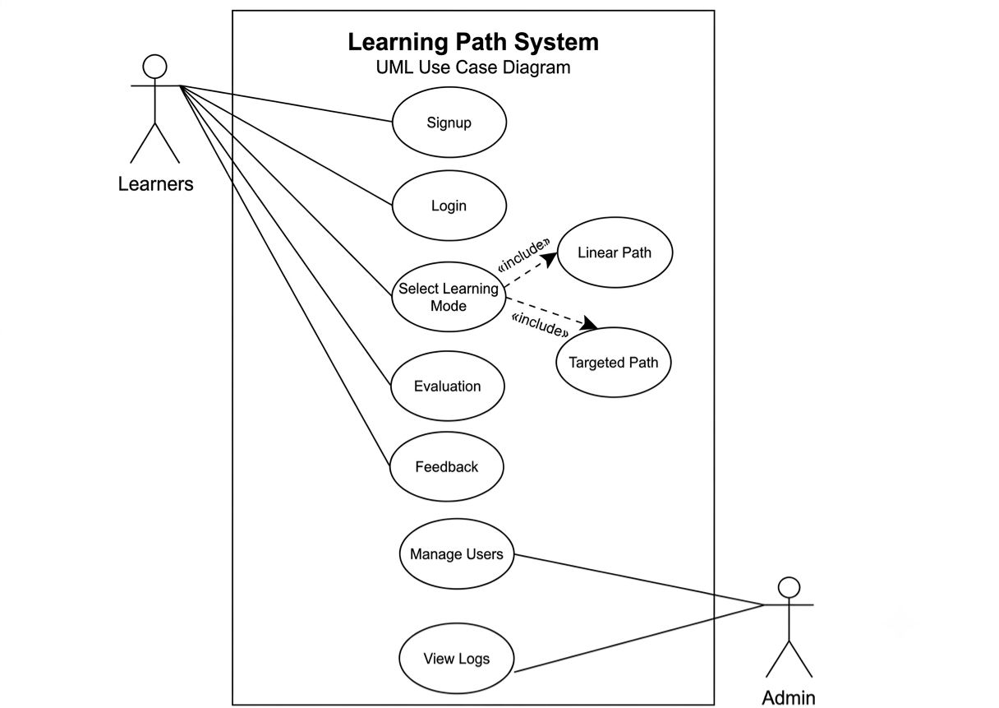 Learning Path System
UML Use Case Diagram
Signup
Learners
Login
«include»
Linear Path
Select Learning
Mode
«include»
Targeted Path
Evaluation
Feedback
Manage Users
View Logs
Admin